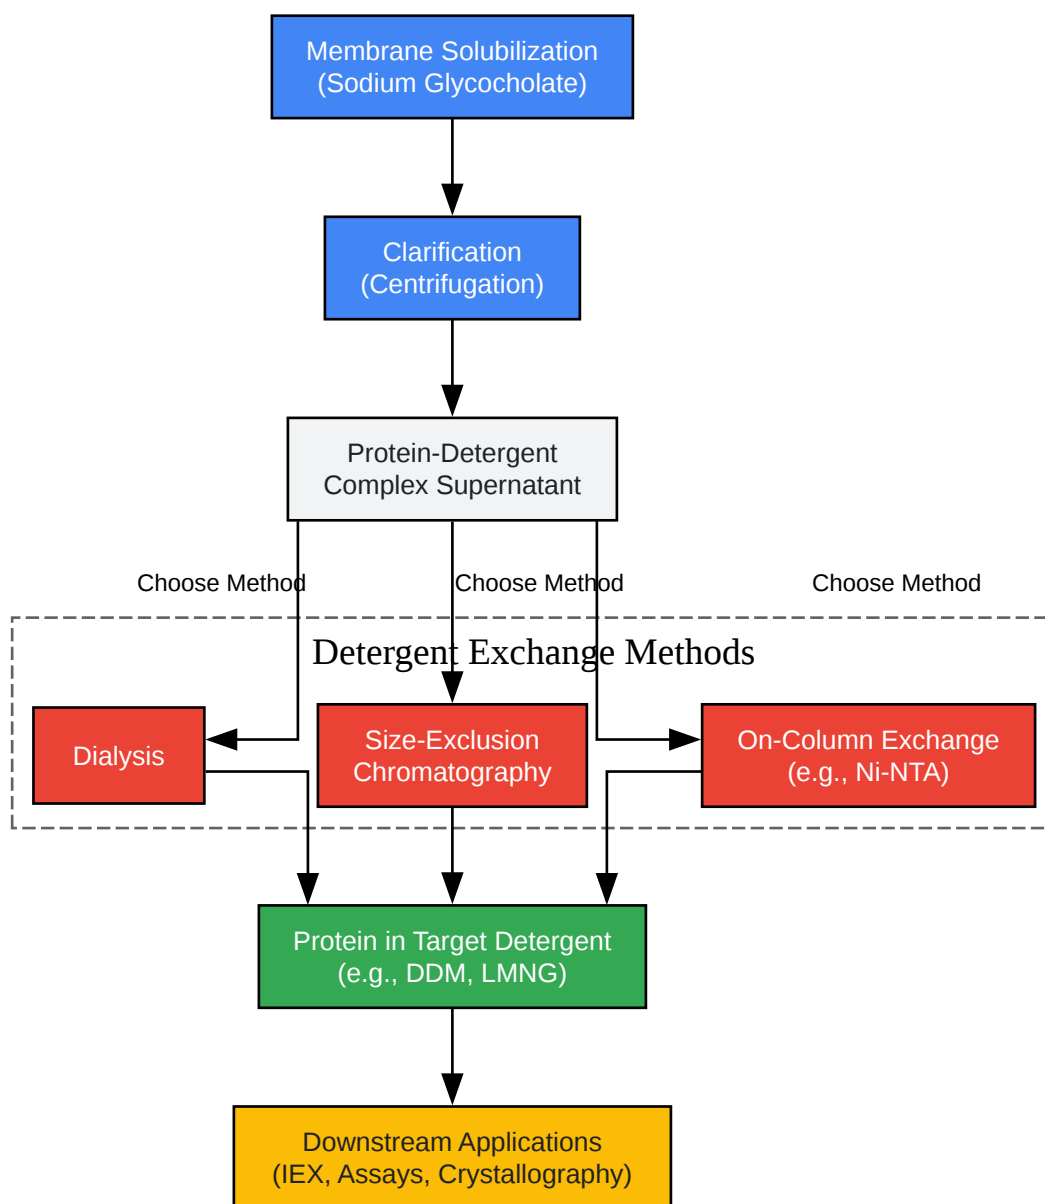 Membrane Solubilization
(Sodium Glycocholate)
Clarification
(Centrifugation)
Protein-Detergent
Complex Supernatant
Choose Method
Choose Method
Choose Method
Detergent Exchange Methods
Dialysis
Size-Exclusion
Chromatography
On-Column Exchange
(e.g., Ni-NTA)
Protein in Target Detergent
(e.g., DDM, LMNG)
Downstream Applications
(IEX, Assays, Crystallography)